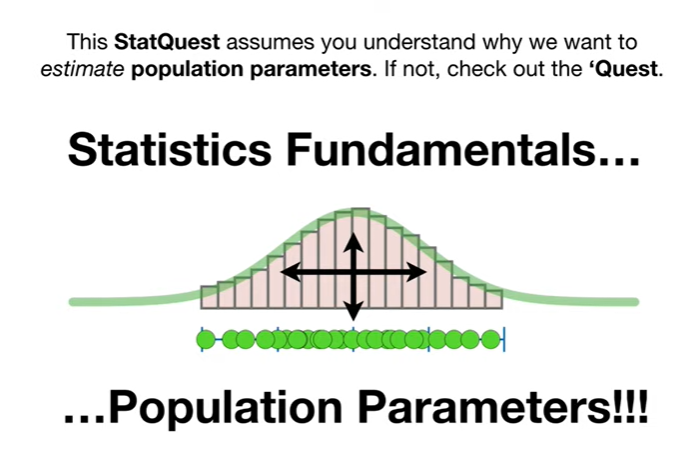 This StatQuest assumes you understand why we want to
estimate population parameters. If not, check out the ‘Quest.
Statistics Fundamentals…
…Population Parameters!!!